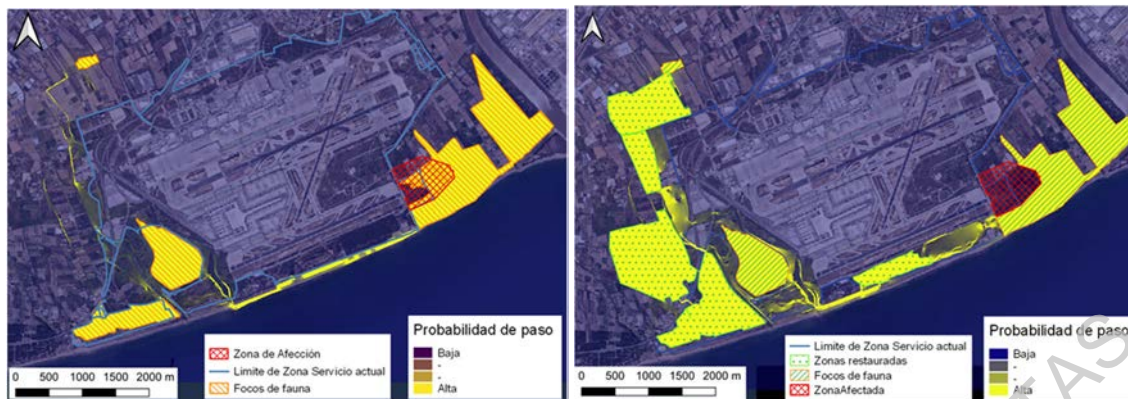 Zona de Afección
Limite de Zona Servicio actual
Focos de fauna
Probabilidad de paso
Baja
-
-
Alta
0 500 1000 1500 2000 m
Limite de Zona Servicio actual
Zonas restauradas
Focos de fauna
ZonaAfectada
Probabilidad de paso
Baja
-
-
Alta
0 500 1000 1500 2000 m
TAS